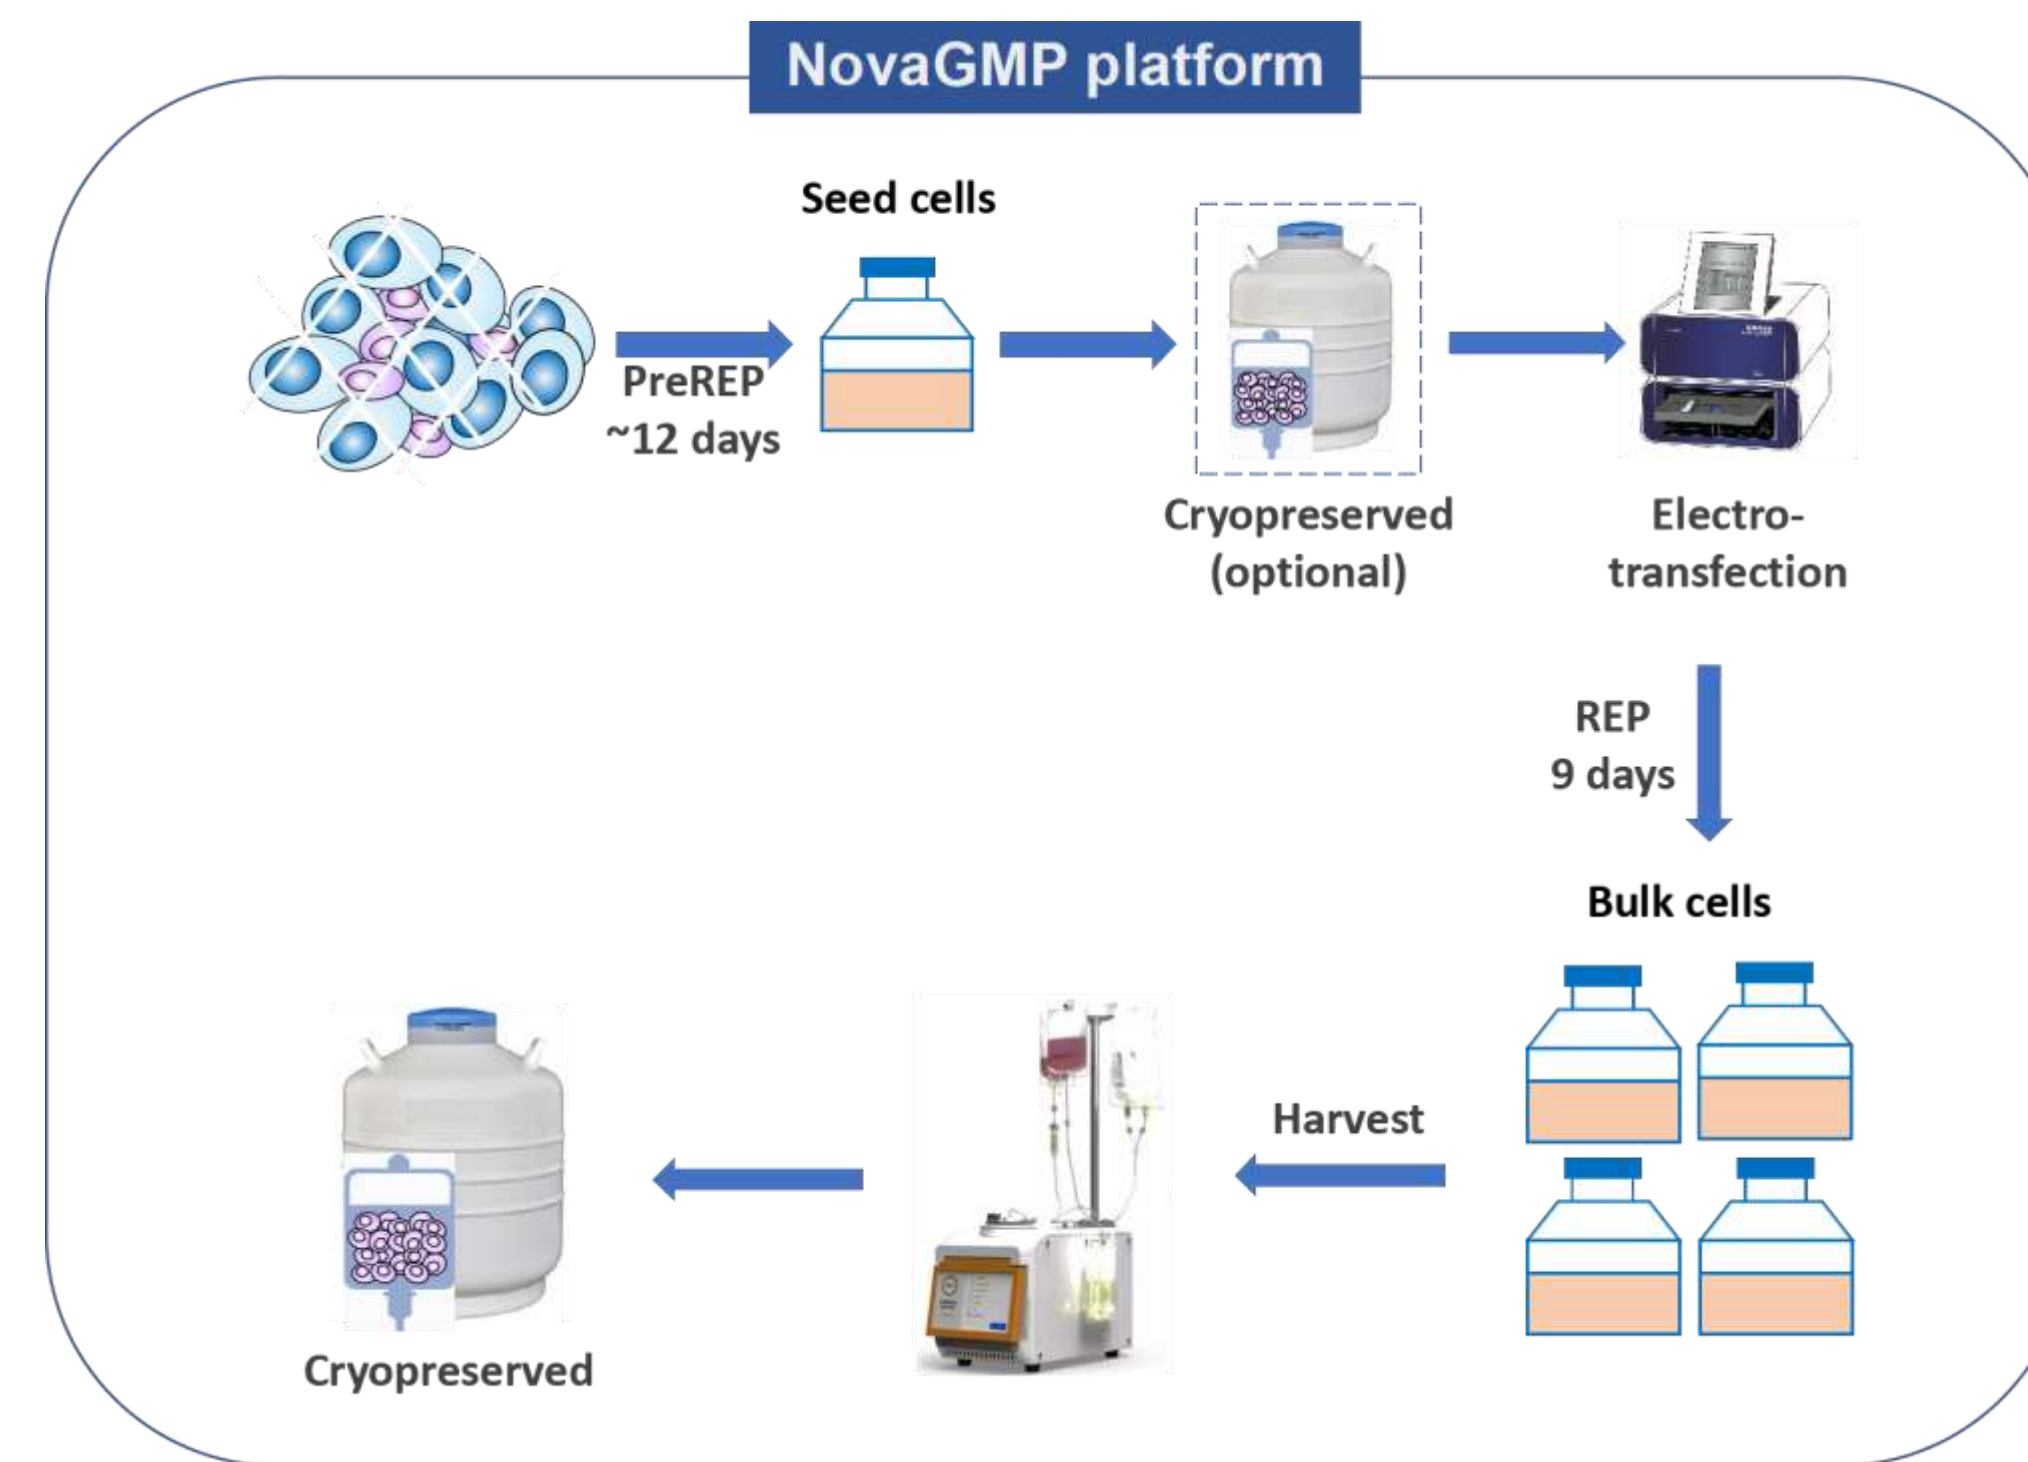 NovaGMP platform
Seed cells
PreREP
~12 days
Cryopreserved
(optional)
Electro-
transfection
REP
9 days
Bulk cells
Harvest
Cryopreserved